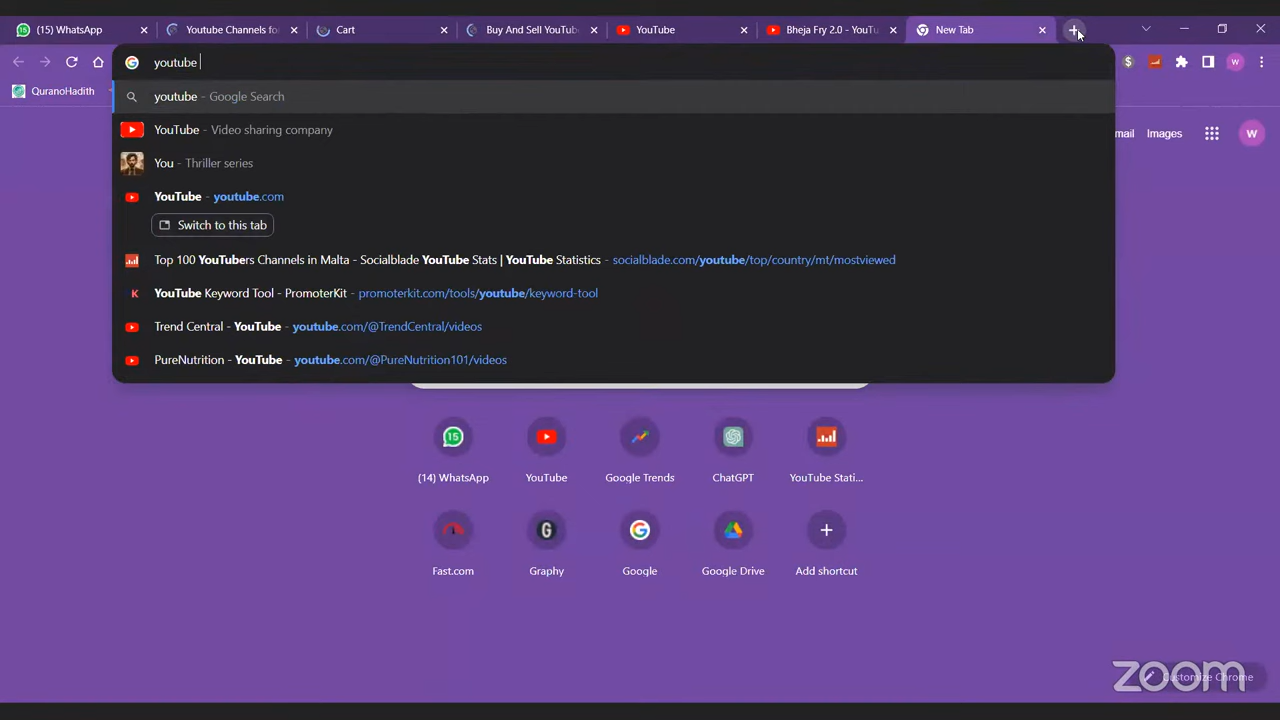 (15) WhatsApp
Youtube Channels fo
Cart
Buy And Sell YouTub
YouTube
Bheja Fry 2.0 - YouTu
New Tab
youtube
QuranoHadith
youtube - Google Search
YouTube - Video sharing company
You - Thriller series
YouTube - youtube.com
Switch to this tab
Top 100 YouTubers Channels in Malta - Socialblade YouTube Stats | YouTube Statistics - socialblade.com/youtube/top/country/mt/mostviewed
YouTube Keyword Tool - PromoterKit - promoterkit.com/tools/youtube/keyword-tool
Trend Central - YouTube - youtube.com/@TrendCentral/videos
PureNutrition - YouTube - youtube.com/@PureNutrition101/videos
mail
Images
W
(14) WhatsApp
YouTube
Google Trends
ChatGPT
YouTube Stati...
Fast.com
Graphy
Google
Google Drive
Add shortcut
Customize Chrome
zoom